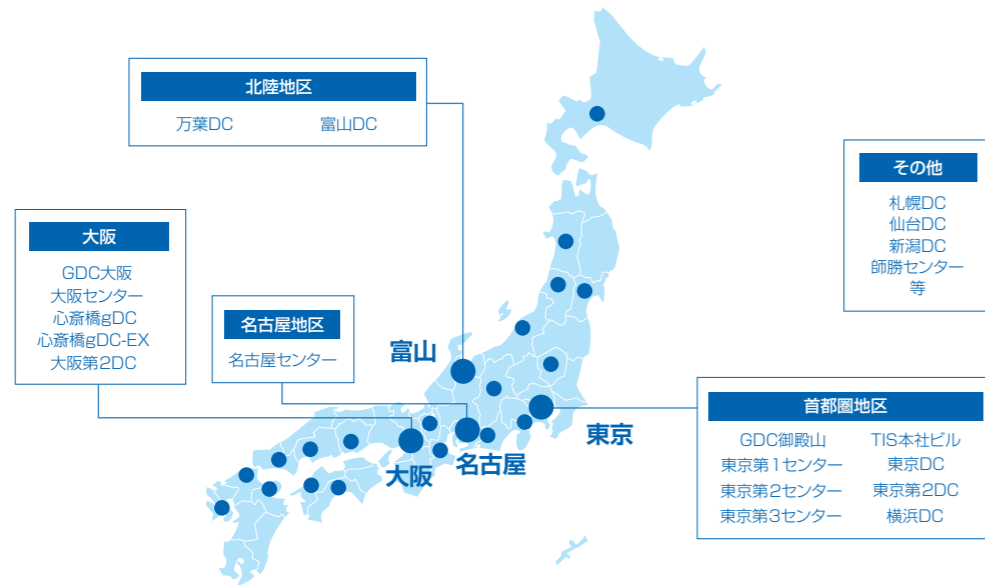 北陸地区
万葉DC 富山DC
その他
札幌DC
仙台DC
新潟DC
師勝センター
等
大阪
GDC大阪
大阪センター
心斎橋gDC
心斎橋gDC-EX
大阪第2DC
名古屋地区
名古屋センター
富山
東京
名古屋
大阪
首都圏地区
GDC御殿山 TIS本社ビル
東京第1センター 東京DC
東京第2センター 東京第2DC
東京第3センター 横浜DC